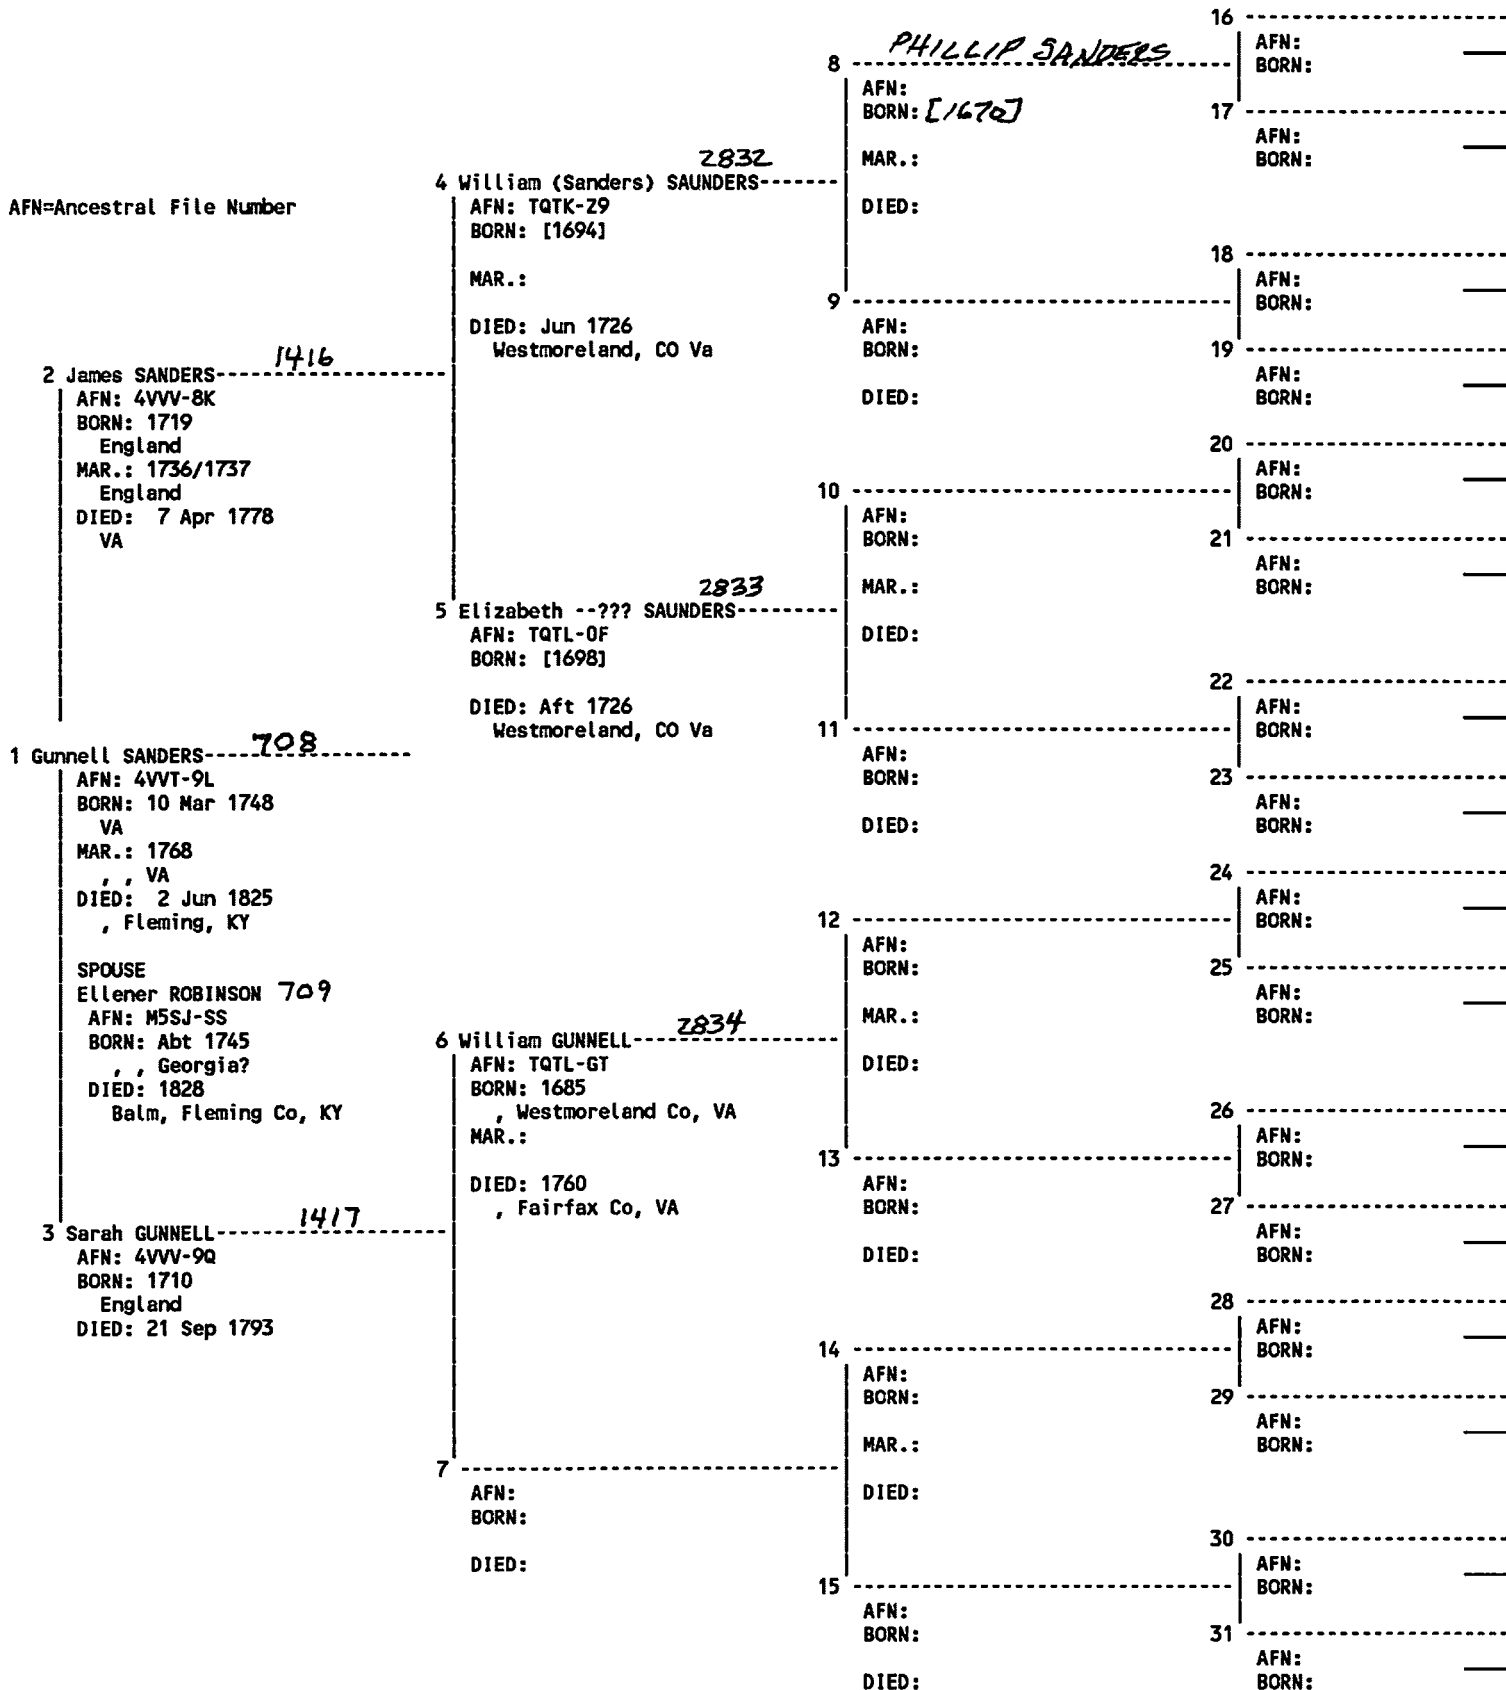 AFN=Ancestral File Number
1 Gunnell SANDERS 708
AFN: 4VVT-9L
BORN: 10 Mar 1748
VA
MAR.: 1768
, , VA
DIED: 2 Jun 1825
, Fleming, KY
SPOUSE
Ellener ROBINSON 709
AFN: M5SJ-SS
BORN: Abt 1745
, , Georgia?
DIED: 1828
Balm, Fleming Co, KY
2 James SANDERS 1416
AFN: 4VVV-8K
BORN: 1719
England
MAR.: 1736/1737
England
DIED: 7 Apr 1778
VA
3 Sarah GUNNELL 1417
AFN: 4VVV-9Q
BORN: 1710
England
DIED: 21 Sep 1793
2832
4 William (Sanders) SAUNDERS
AFN: TQTK-Z9
BORN: [1694]
MAR.:
DIED: Jun 1726
Westmoreland, CO Va
2833
5 Elizabeth --??? SAUNDERS
AFN: TQTL-0F
BORN: [1698]
DIED: Aft 1726
Westmoreland, CO Va
6 William GUNNELL 2834
AFN: TQTL-GT
BORN: 1685
, Westmoreland Co, VA
MAR.:
DIED: 1760
, Fairfax Co, VA
7
AFN:
BORN:
DIED:
8 PHILLIP SANDERS
AFN:
BORN: [1670]
MAR.:
DIED:
9
AFN:
BORN:
DIED:
10
AFN:
BORN:
MAR.:
DIED:
11
AFN:
BORN:
DIED:
12
AFN:
BORN:
MAR.:
DIED:
13
AFN:
BORN:
DIED:
14
AFN:
BORN:
MAR.:
DIED:
15
AFN:
BORN:
DIED:
16
AFN:
BORN:
17
AFN:
BORN:
18
AFN:
BORN:
19
AFN:
BORN:
20
AFN:
BORN:
21
AFN:
BORN:
22
AFN:
BORN:
23
AFN:
BORN:
24
AFN:
BORN:
25
AFN:
BORN:
26
AFN:
BORN:
27
AFN:
BORN:
28
AFN:
BORN:
29
AFN:
BORN:
30
AFN:
BORN:
31
AFN:
BORN: